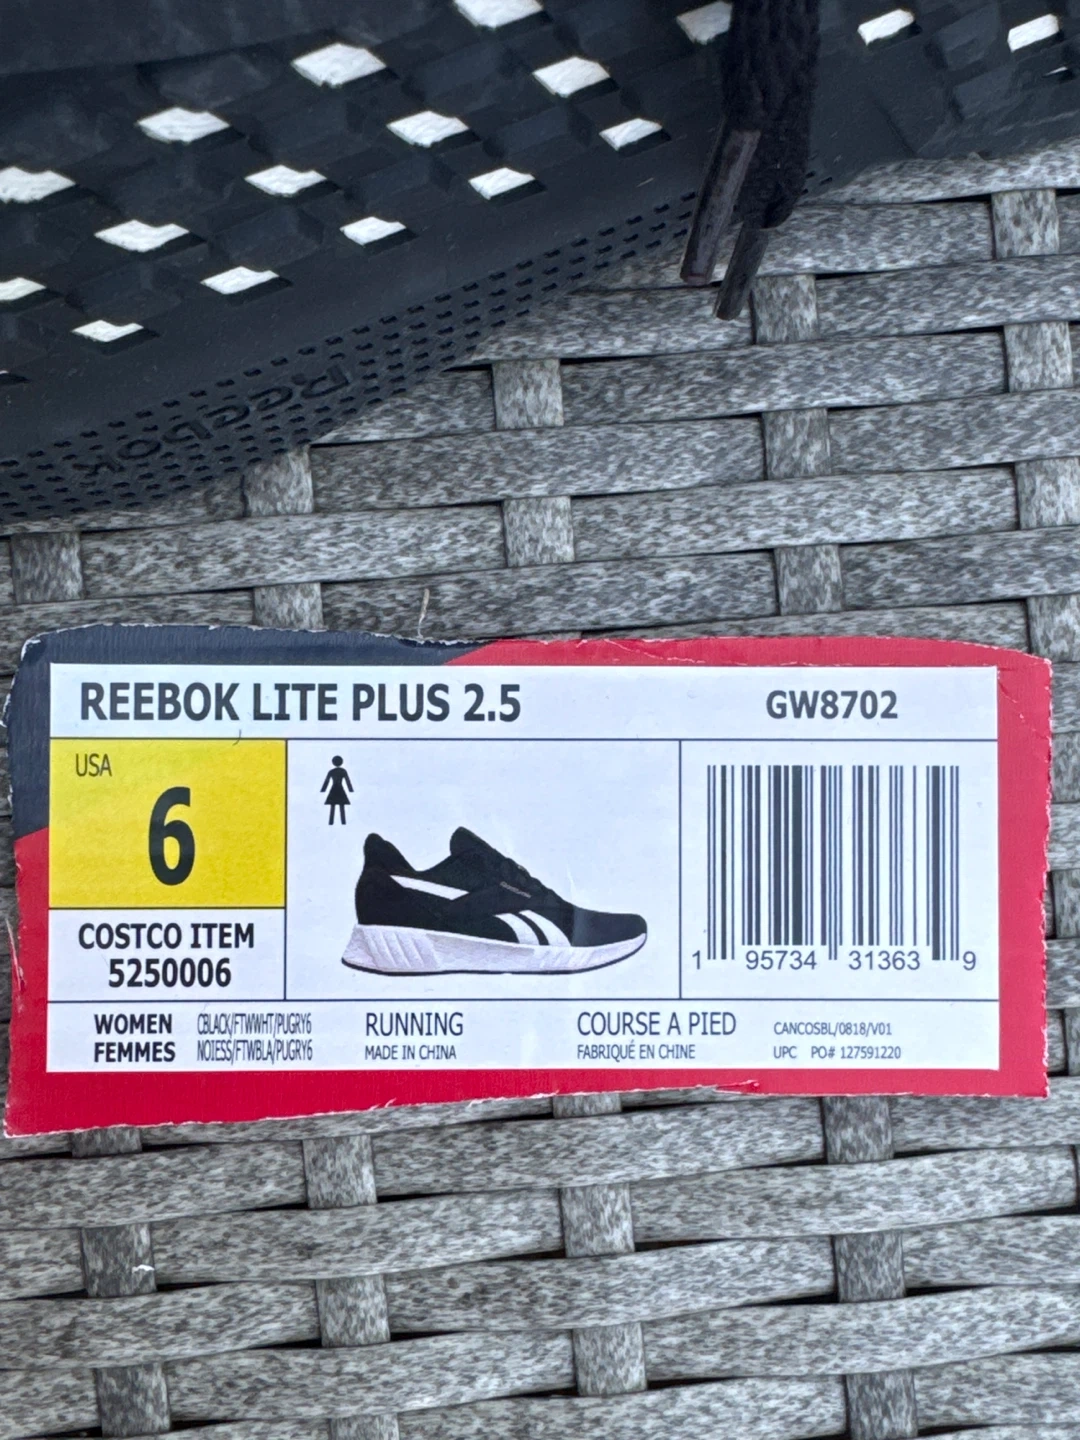 Reebok
REEBOK LITE PLUS 2.5
GW8702
USA
6
COSTCO ITEM
5250006
1 95734 31363 9
WOMEN
FEMMES
CBLACK/FTWWHT/PUGRY6
NOIESS/FTWBLA/PUGRY6
RUNNING
MADE IN CHINA
COURSE A PIED
FABRIQUÉ EN CHINE
CANCOSBL/0818/V01
UPC PO# 127591220